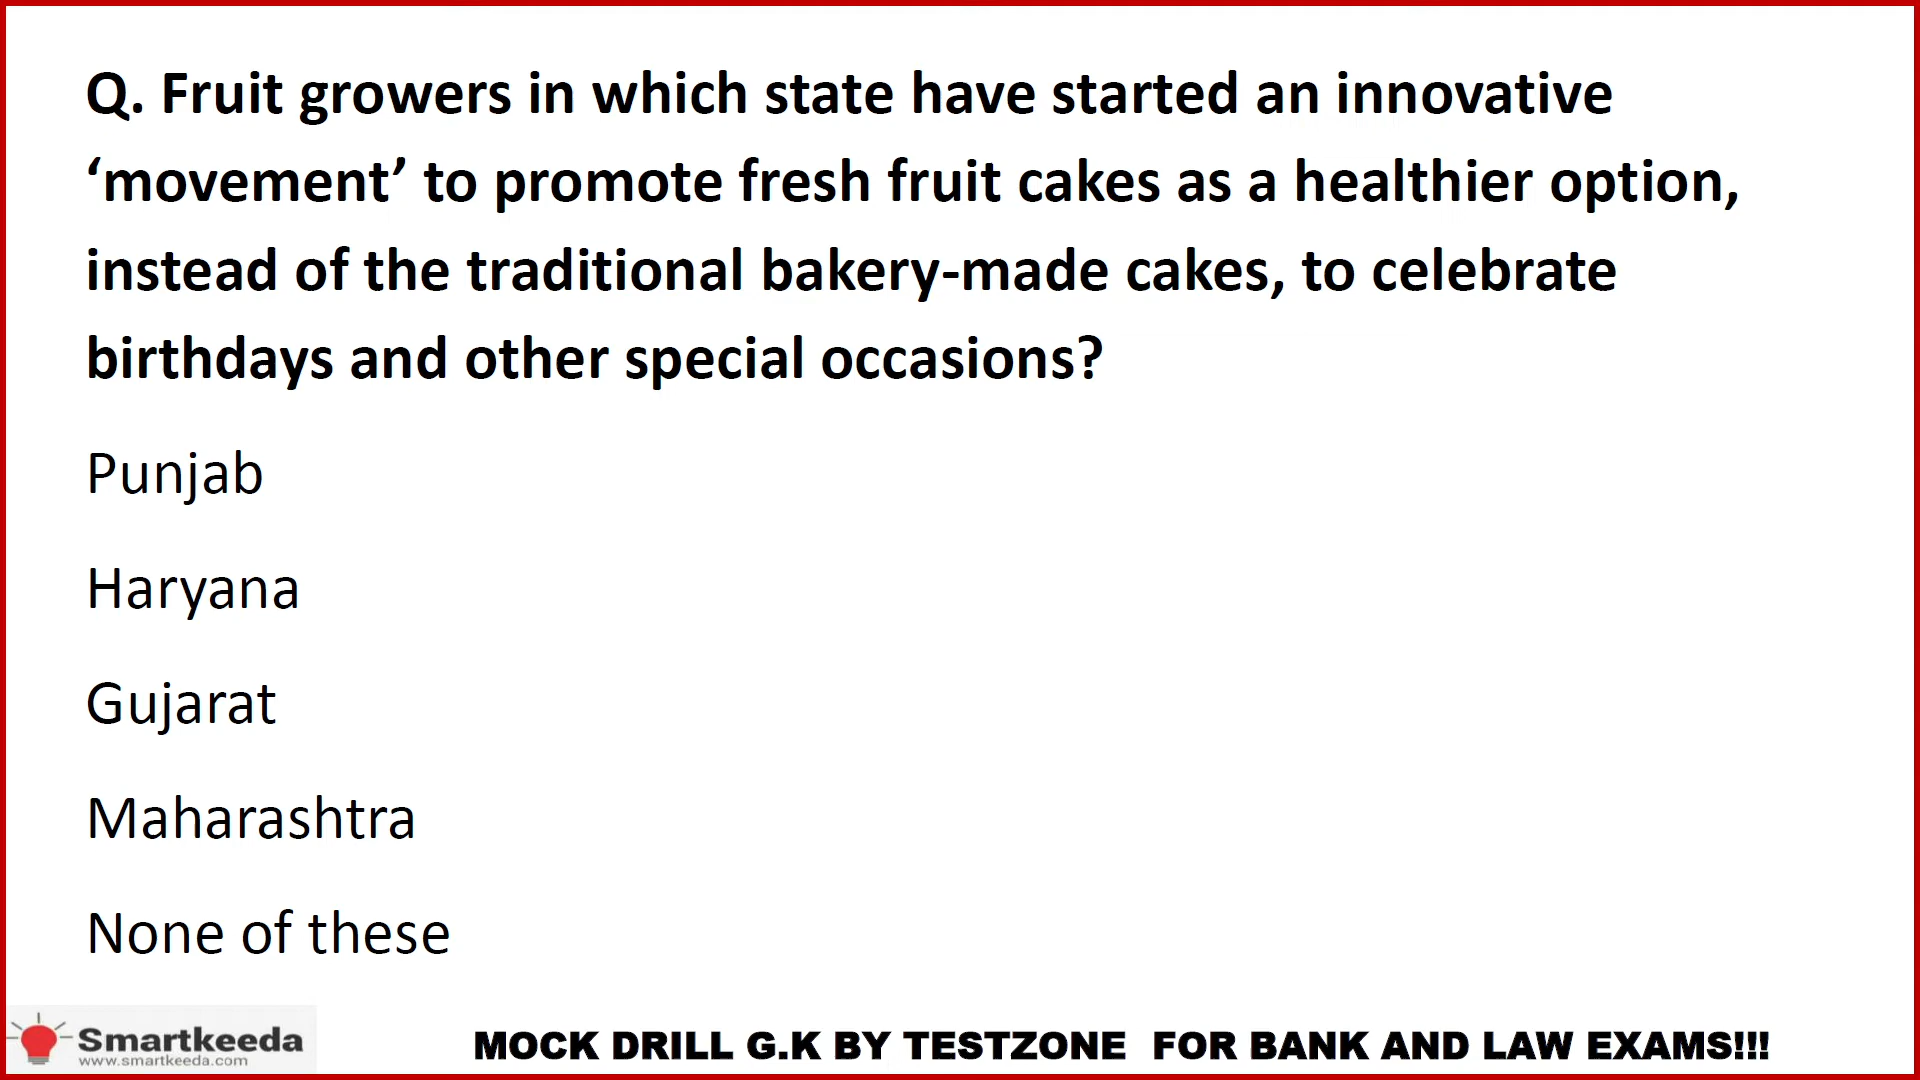 Q. Fruit growers in which state have started an innovative
‘movement’ to promote fresh fruit cakes as a healthier option,
instead of the traditional bakery-made cakes, to celebrate
birthdays and other special occasions?
Punjab
Haryana
Gujarat
Maharashtra
None of these
Smartkeeda
www.smartkeeda.com
MOCK DRILL G.K BY TESTZONE  FOR BANK AND LAW EXAMS!!!